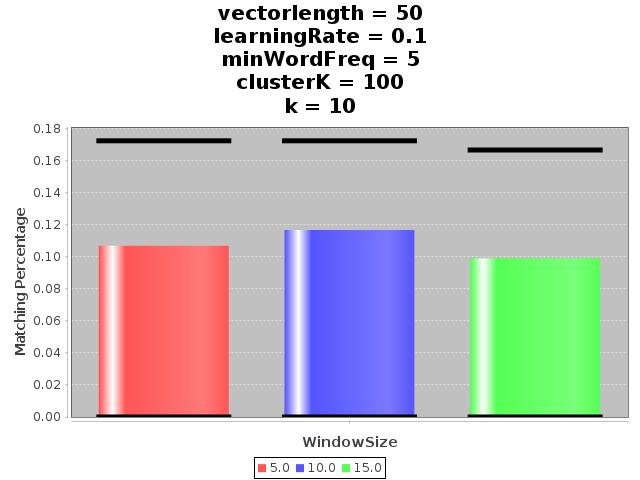 vectorlength = 50
learningRate = 0.1
minWordFreq = 5
clusterK = 100
k = 10
0.18
0.16
0.14
0.12
0.10
0.08
0.06
0.04
0.02
0.00
Matching Percentage
WindowSize
5.0 10.0 15.0